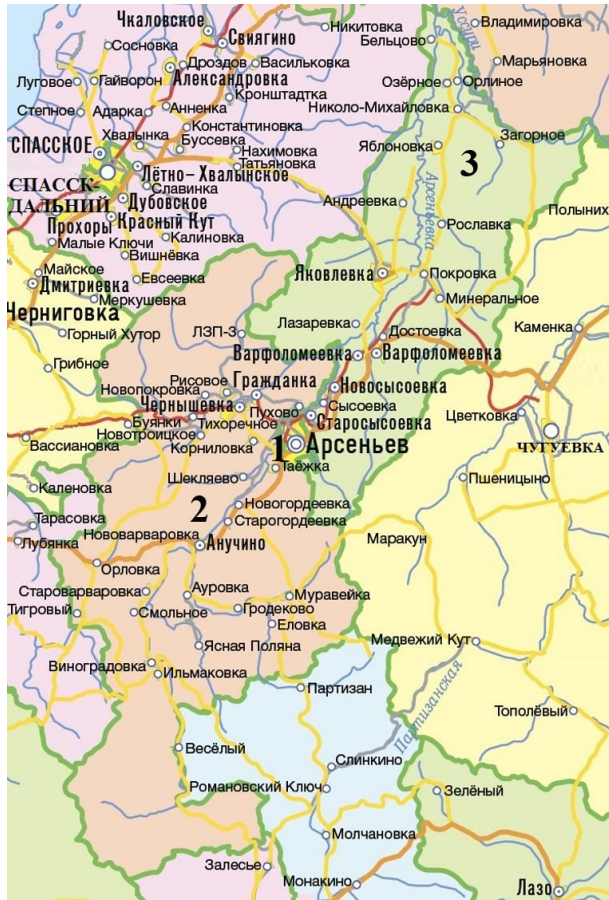 Чкаловское
Никитовка
Владимировка
Сосновка
Свиягино
Бельцово
Уссури
Марьяновка
Дроздов
Васильковка
Луговое
Гайворон
Александровка
Озёрное
Орлиное
Кронштадтка
Степное
Адарка
Анненка
Николо-Михайловка
Хвалынка
Константиновка
Загорное
СПАССКОЕ
Буссевка
Нахимовка
Яблоновка
3
Татьяновка
Лётно-Хвалынское
СПАССК-
ДАЛЬНИЙ
Славинка
Дубовское
Андреевка
Арсеньевка
Полыниха
Прохоры
Красный Кут
Рославка
Малые Ключи
Калиновка
Вишнёвка
Майское
Евсеевка
Яковлевка
Покровка
Дмитриевка
Меркушевка
Минеральное
Черниговка
Горный Хутор
ЛЗП-3
Лазаревка
Достоевка
Каменка
Грибное
Варфоломеевка
Варфоломеевка
Рисовое
Гражданка
Новопокровка
Новосысоевка
Чернышевка
Пухово
Сысоевка
Цветковка
Буянки
Тихоречное
Старосысоевка
Новотроицкое
Вассиановка
Корниловка
1
Арсеньев
ЧУГУЕВКА
Таёжка
Шекляево
Пшеницыно
Каленовка
2
Новогордеевка
Тарасовка
Старогордеевка
Нововарваровка
Маракун
Лубянка
Анучино
Орловка
Староварваровка
Ауровка
Муравейка
Тигровый
Смольное
Гродеково
Еловка
Медвежий Кут
Ясная Поляна
Виноградовка
Ильмаковка
Партизан
Партизанская
Тополёвый
Весёлый
Слинкино
Романовский Ключ
Зелёный
Молчановка
Залесье
Монакино
Лазо